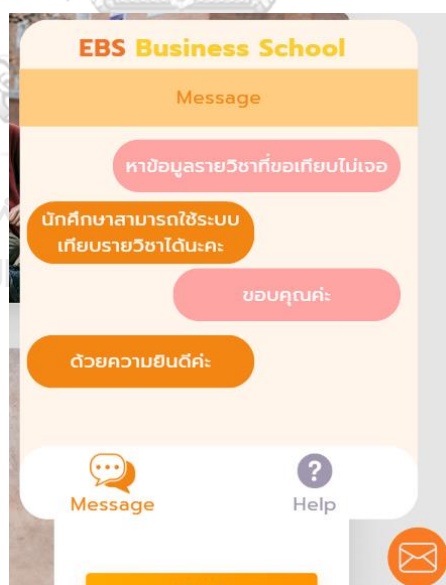 EBS Business School
Message
หาข้อมูลรายวิชาที่ขอเทียบไม่เจอ
นักศึกษาสามารถใช้ระบบ
เทียบรายวิชาได้นะคะ
ขอบคุณค่ะ
ด้วยความยินดีค่ะ
Message
Help